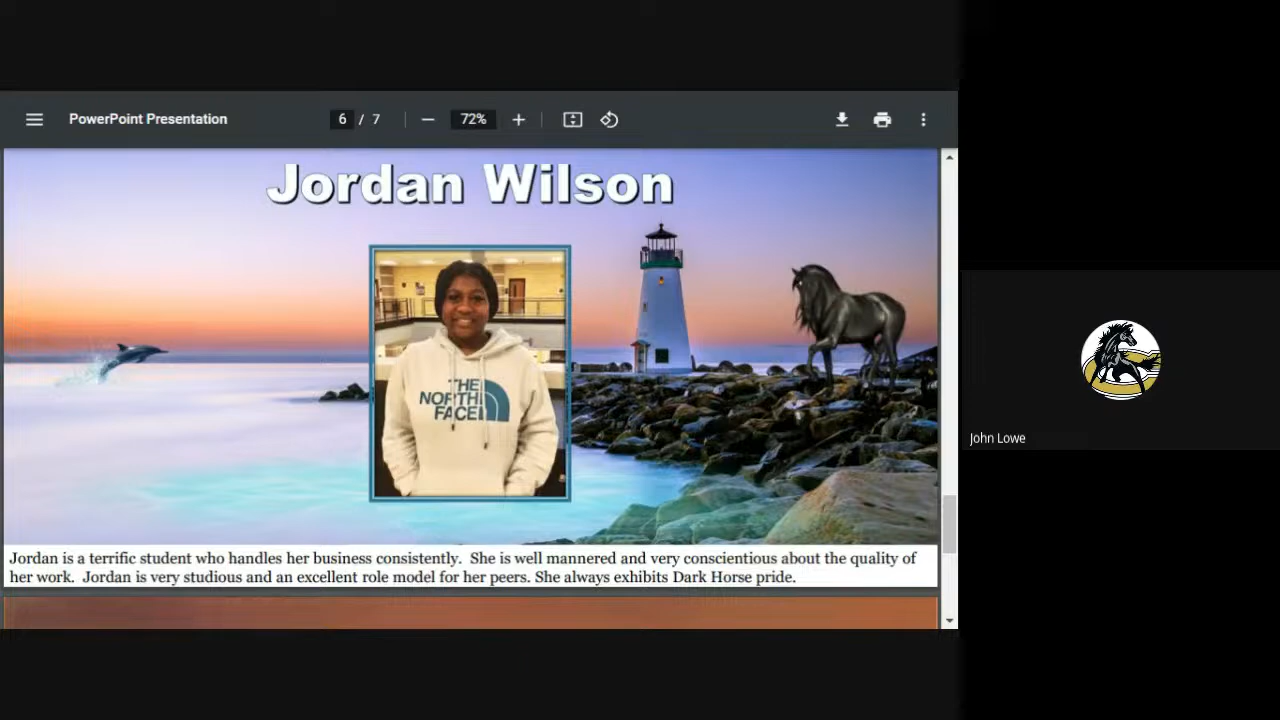 PowerPoint Presentation
6 / 7
72%
Jordan Wilson
THE
NORTH
FACE
Jordan is a terrific student who handles her business consistently.  She is well mannered and very conscientious about the quality of
her work.  Jordan is very studious and an excellent role model for her peers. She always exhibits Dark Horse pride.
John Lowe